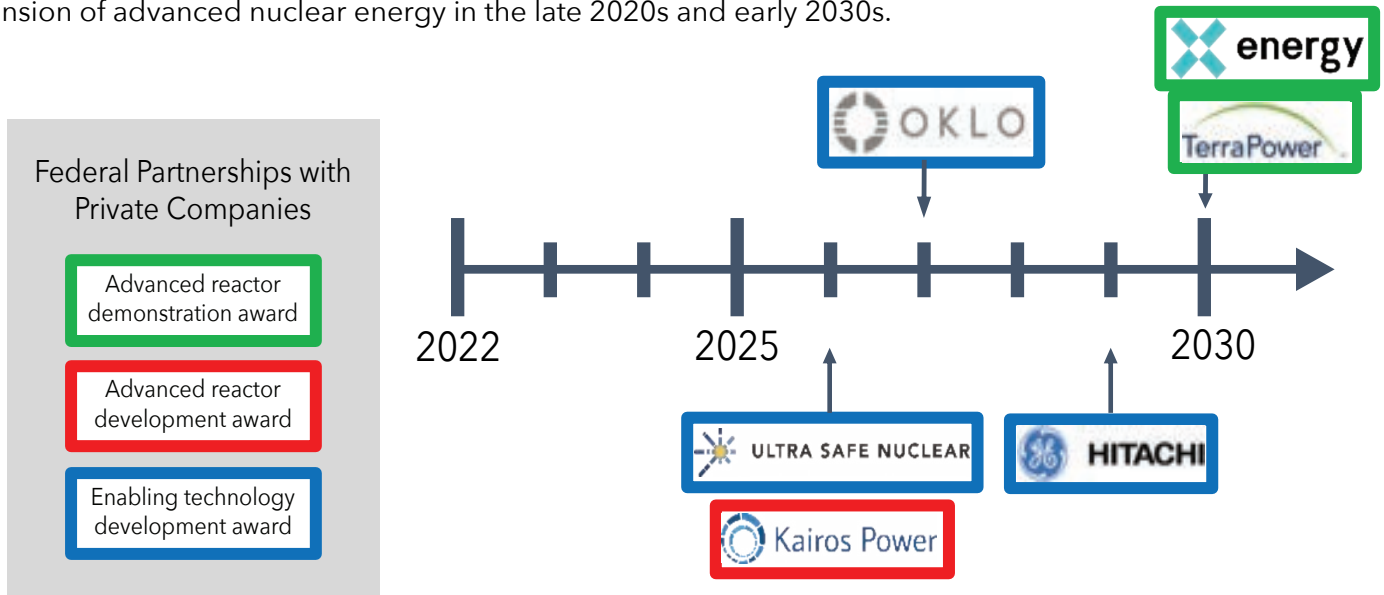 nsion of advanced nuclear energy in the late 2020s and early 2030s.
energy
TerraPower
OKLO
Federal Partnerships with
Private Companies
Advanced reactor
demonstration award
Advanced reactor
development award
Enabling technology
development award
2022
2025
2030
ULTRA SAFE NUCLEAR
Kairos Power
GE HITACHI